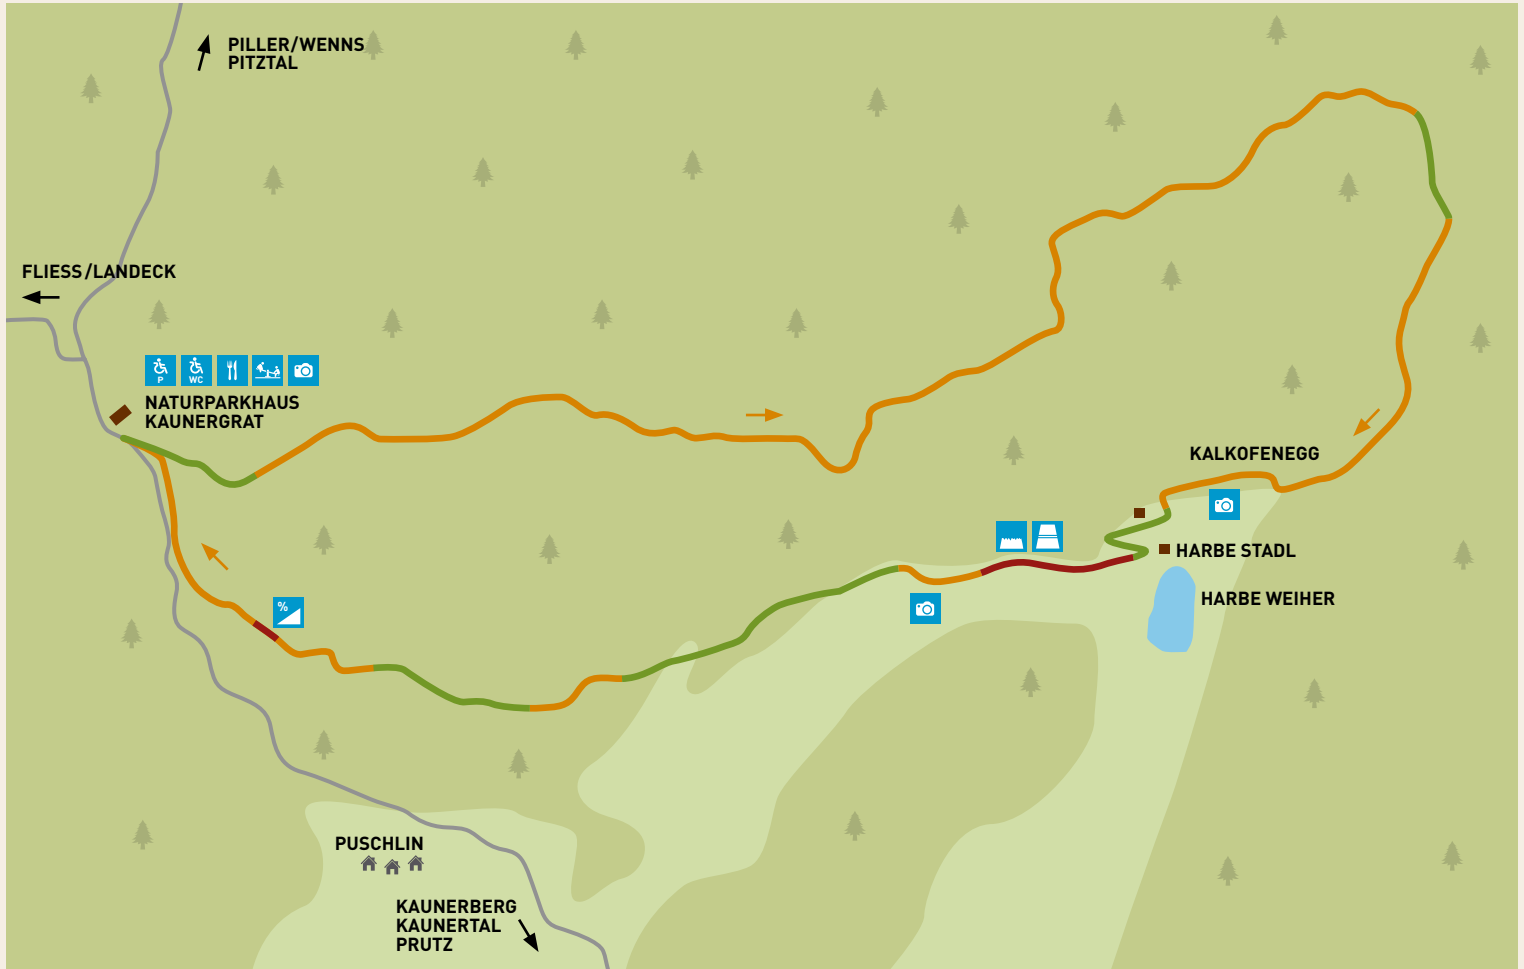 PILLER/WENNS
PITZTAL
FLIESS/LANDECK
P
WC
NATURPARKHAUS
KAUNERGRAT
KALKOFENEGG
HARBE STADL
HARBE WEIHER
%
PUSCHLIN
KAUNERBERG
KAUNERTAL
PRUTZ